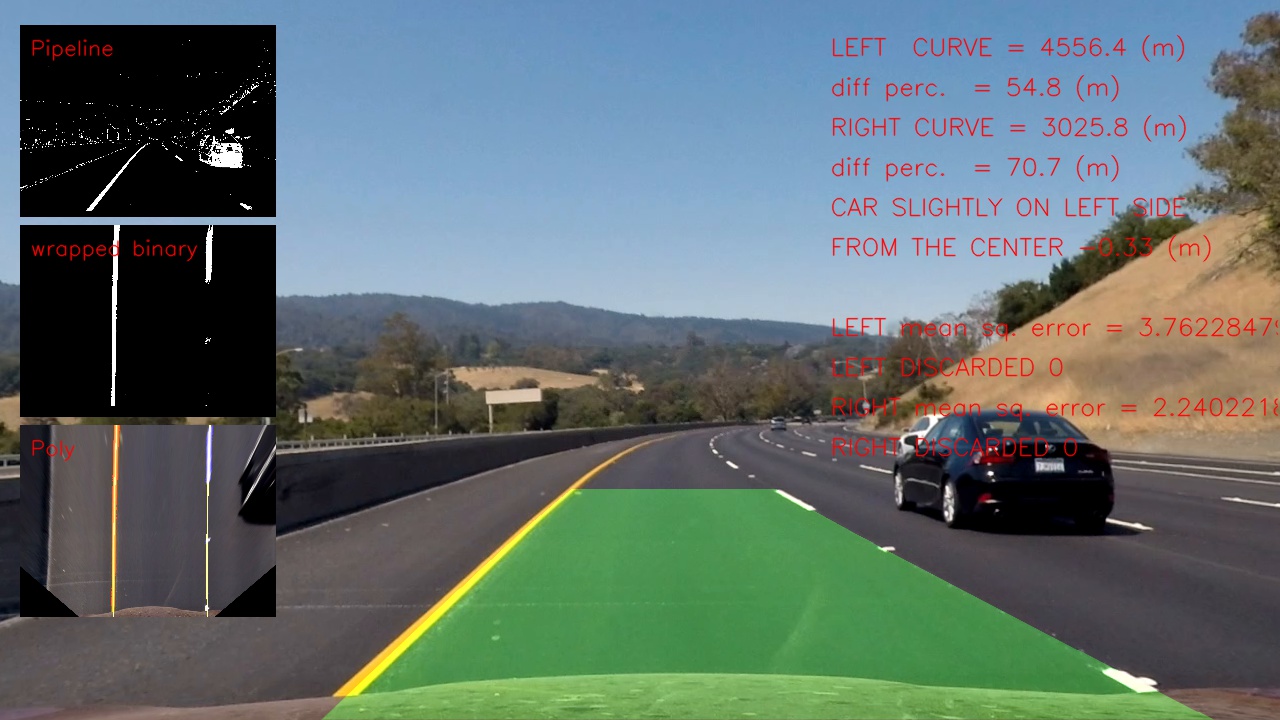 Pipeline
wrapped binary
Poly
LEFT CURVE = 4556.4 (m)
diff perc. = 54.8 (m)
RIGHT CURVE = 3025.8 (m)
diff perc. = 70.7 (m)
CAR SLIGHTLY ON LEFT SIDE
FROM THE CENTER -0.33 (m)
LEFT mean sq. error = 3.76228479
LEFT DISCARDED 0
RIGHT mean sq. error = 2.2402218
RIGHT DISCARDED 0